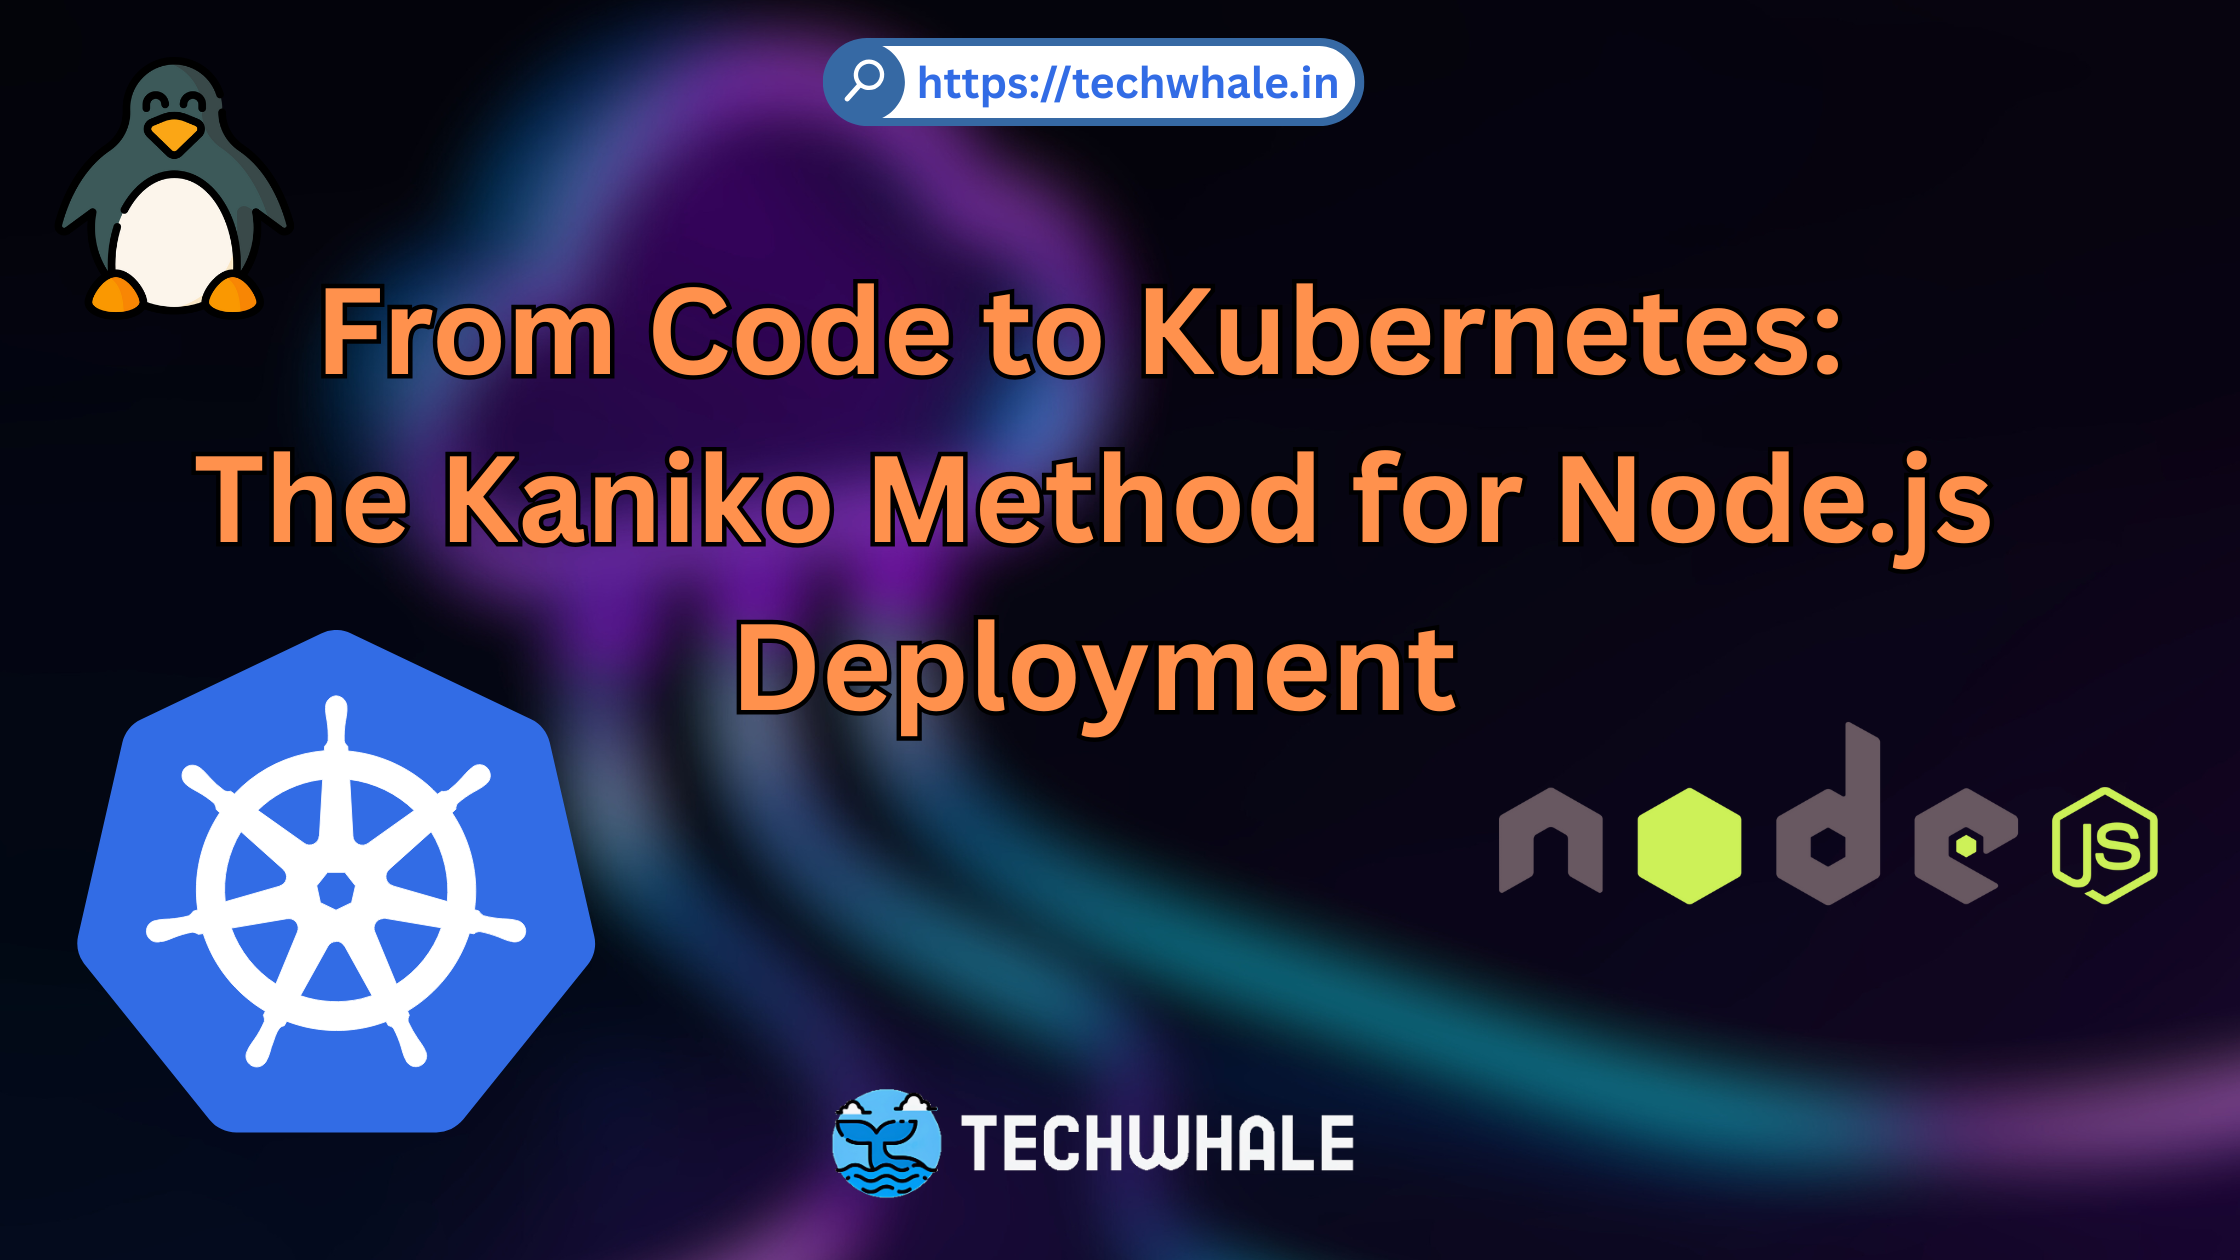 https://techwhale.in
From Code to Kubernetes:
The Kaniko Method for Node.js
Deployment
node JS
TECHWHALE